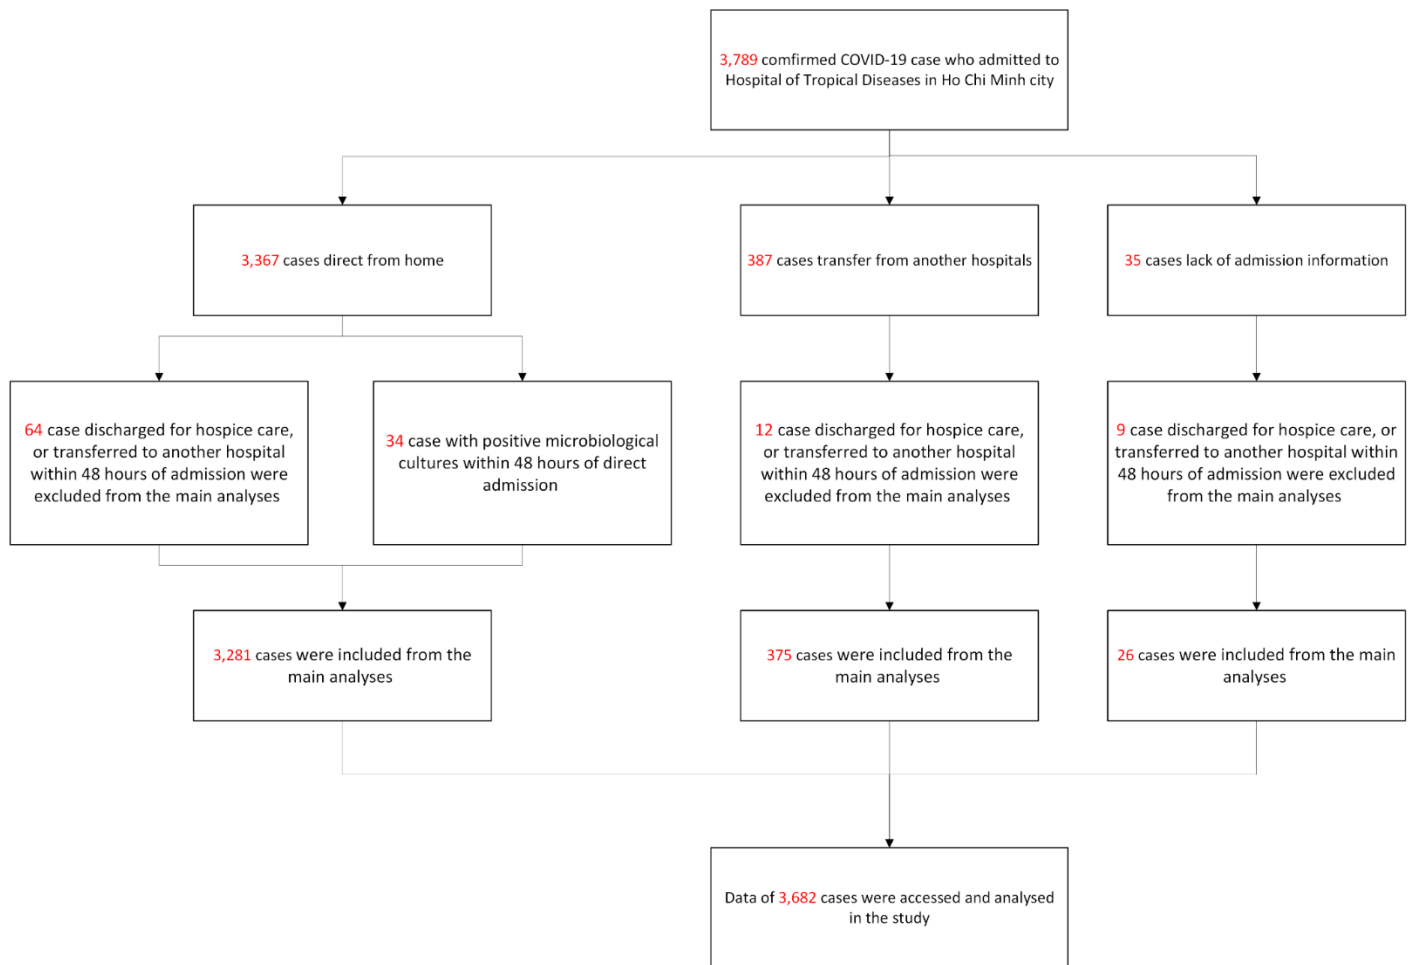 3,789 comfirmed COVID-19 case who admitted to
Hospital of Tropical Diseases in Ho Chi Minh city
3,367 cases direct from home
387 cases transfer from another hospitals
35 cases lack of admission information
64 case discharged for hospice care,
or transferred to another hospital
within 48 hours of admission were
excluded from the main analyses
34 case with positive microbiological
cultures within 48 hours of direct
admission
12 case discharged for hospice care,
or transferred to another hospital
within 48 hours of admission were
excluded from the main analyses
9 case discharged for hospice care, or
transferred to another hospital within
48 hours of admission were excluded
from the main analyses
3,281 cases were included from the
main analyses
375 cases were included from the
main analyses
26 cases were included from the main
analyses
Data of 3,682 cases were accessed and analysed
in the study